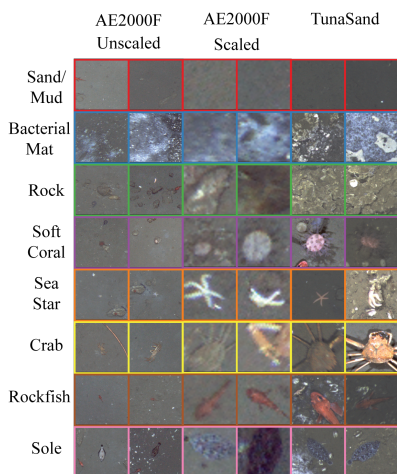 AE2000F AE2000F TunaSand
Unscaled Scaled
Sand/
Mud
Bacterial
Mat
Rock
Soft
Coral
Sea
Star
Crab
Rockfish
Sole